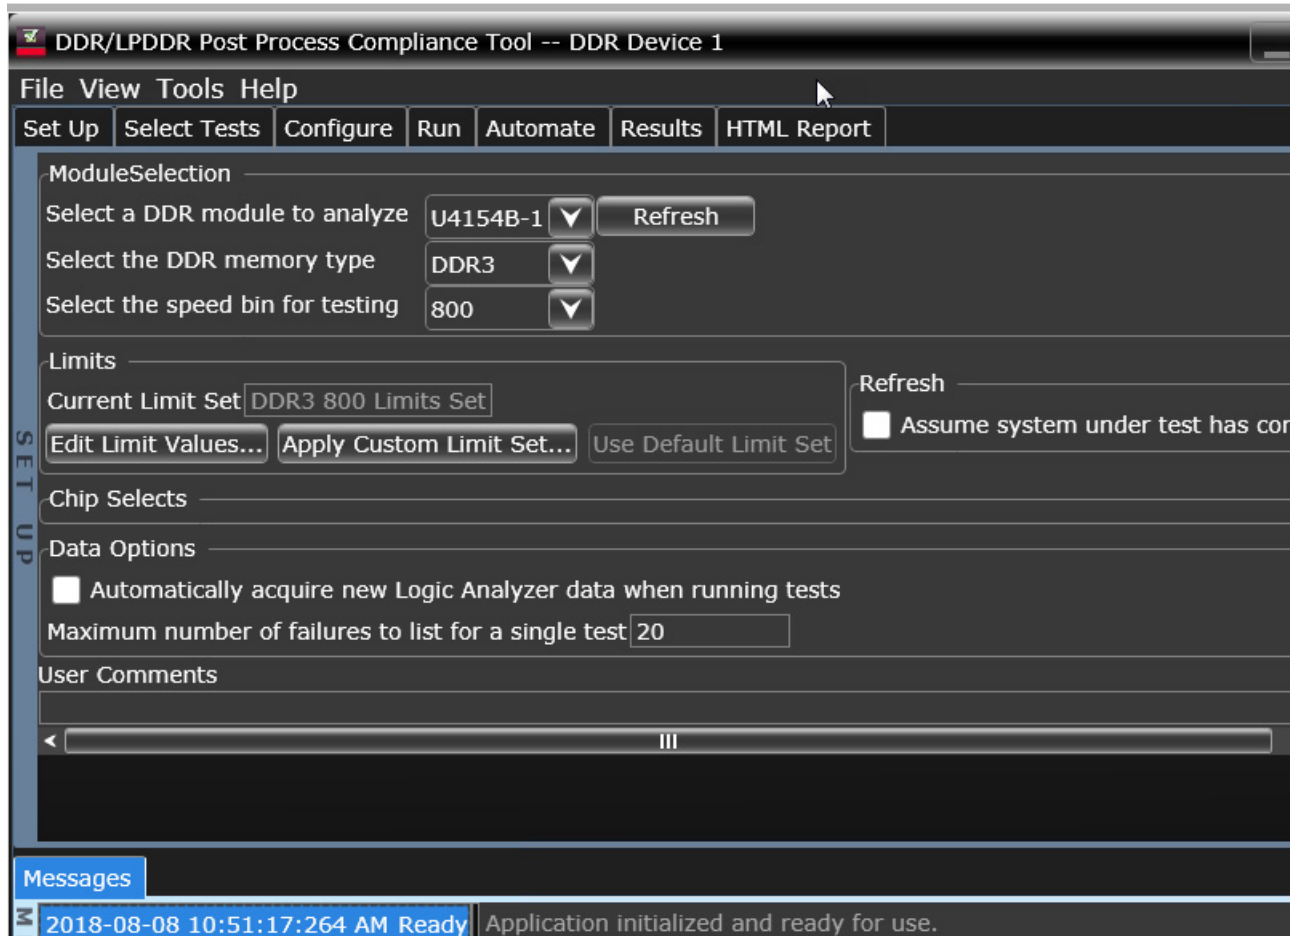 DDR/LPDDR Post Process Compliance Tool -- DDR Device 1
File View Tools Help
Set Up Select Tests Configure Run Automate Results HTML Report
ModuleSelection
Select a DDR module to analyze U4154B-1 Refresh
Select the DDR memory type DDR3
Select the speed bin for testing 800
Limits
Current Limit Set DDR3 800 Limits Set
Edit Limit Values... Apply Custom Limit Set... Use Default Limit Set
Refresh
Assume system under test has
SET UP
Chip Selects
Data Options
Automatically acquire new Logic Analyzer data when running tests
Maximum number of failures to list for a single test 20
User Comments
Messages
M 2018-08-08 10:51:17:264 AM Ready Application initialized and ready for use.